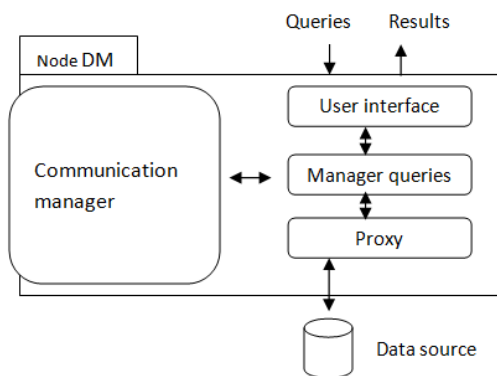 Queries Results
Node DM
User interface
Communication
manager
Manager queries
Proxy
Data source